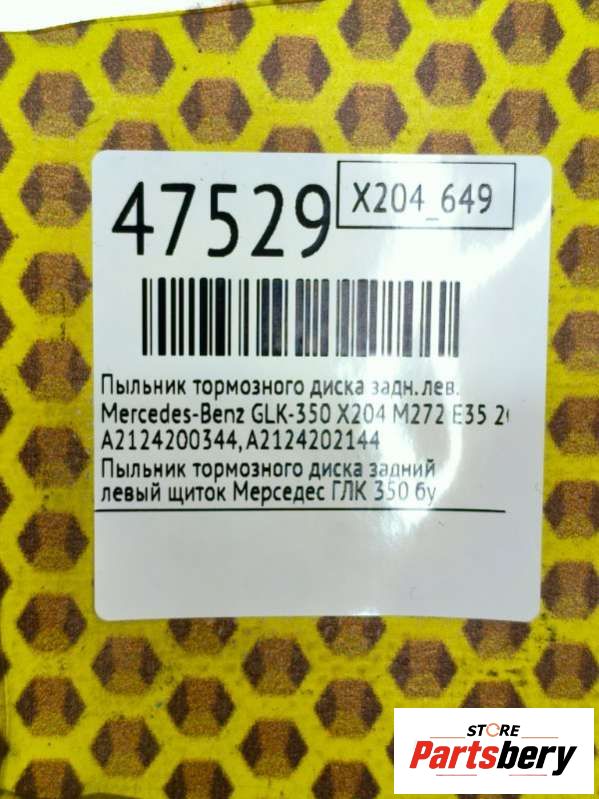 47529
X204_649
Пыльник тормозного диска задн. лев.
Mercedes-Benz GLK-350 X204 M272 E35
A2124200344, A2124202144
Пыльник тормозного диска задний
левый щиток Мерседес ГЛК 350 бу
STORE
Partsbery